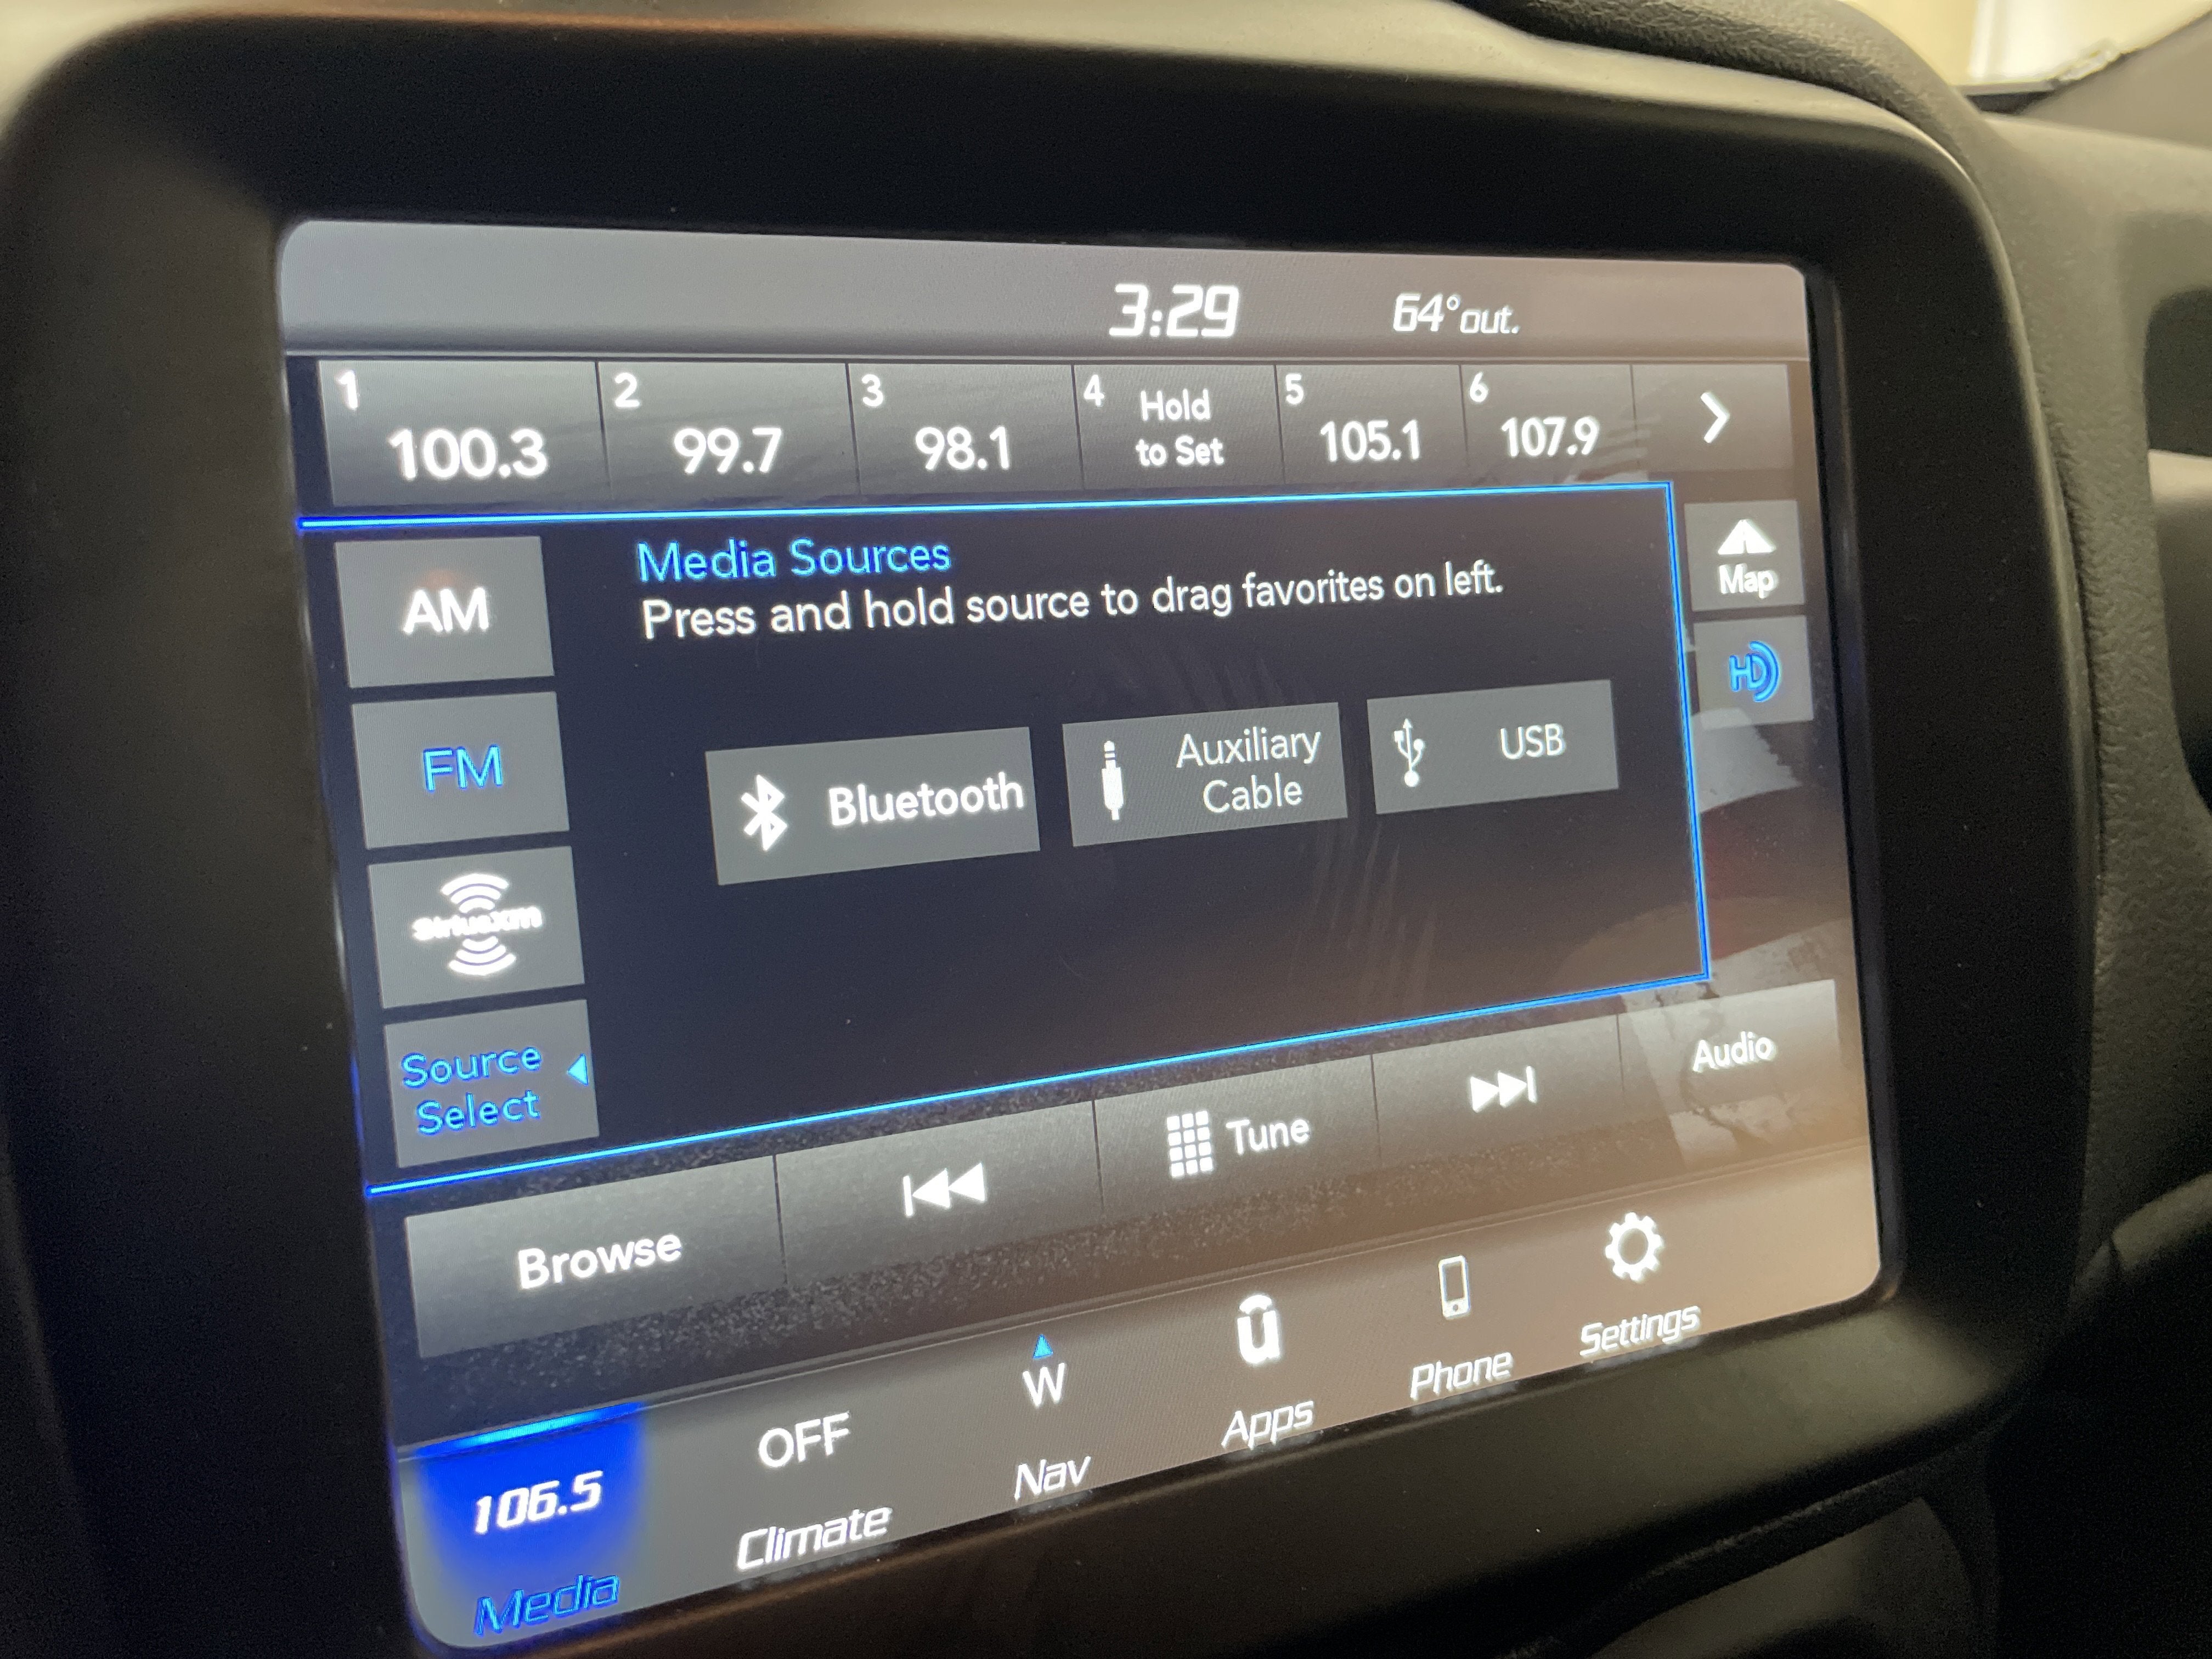 3:29 64°out.
1 100.3
2 99.7
3 98.1
4 Hold
to Set
5 105.1
6 107.9
AM
FM
siriusxm
Source
Select
Media Sources
Press and hold source to drag favorites on left.
Bluetooth
Auxiliary
Cable
USB
Map
HD
Browse
Tune
Audio
106.5
Media
OFF
Climate
W
Nav
u
Apps
Phone
Settings